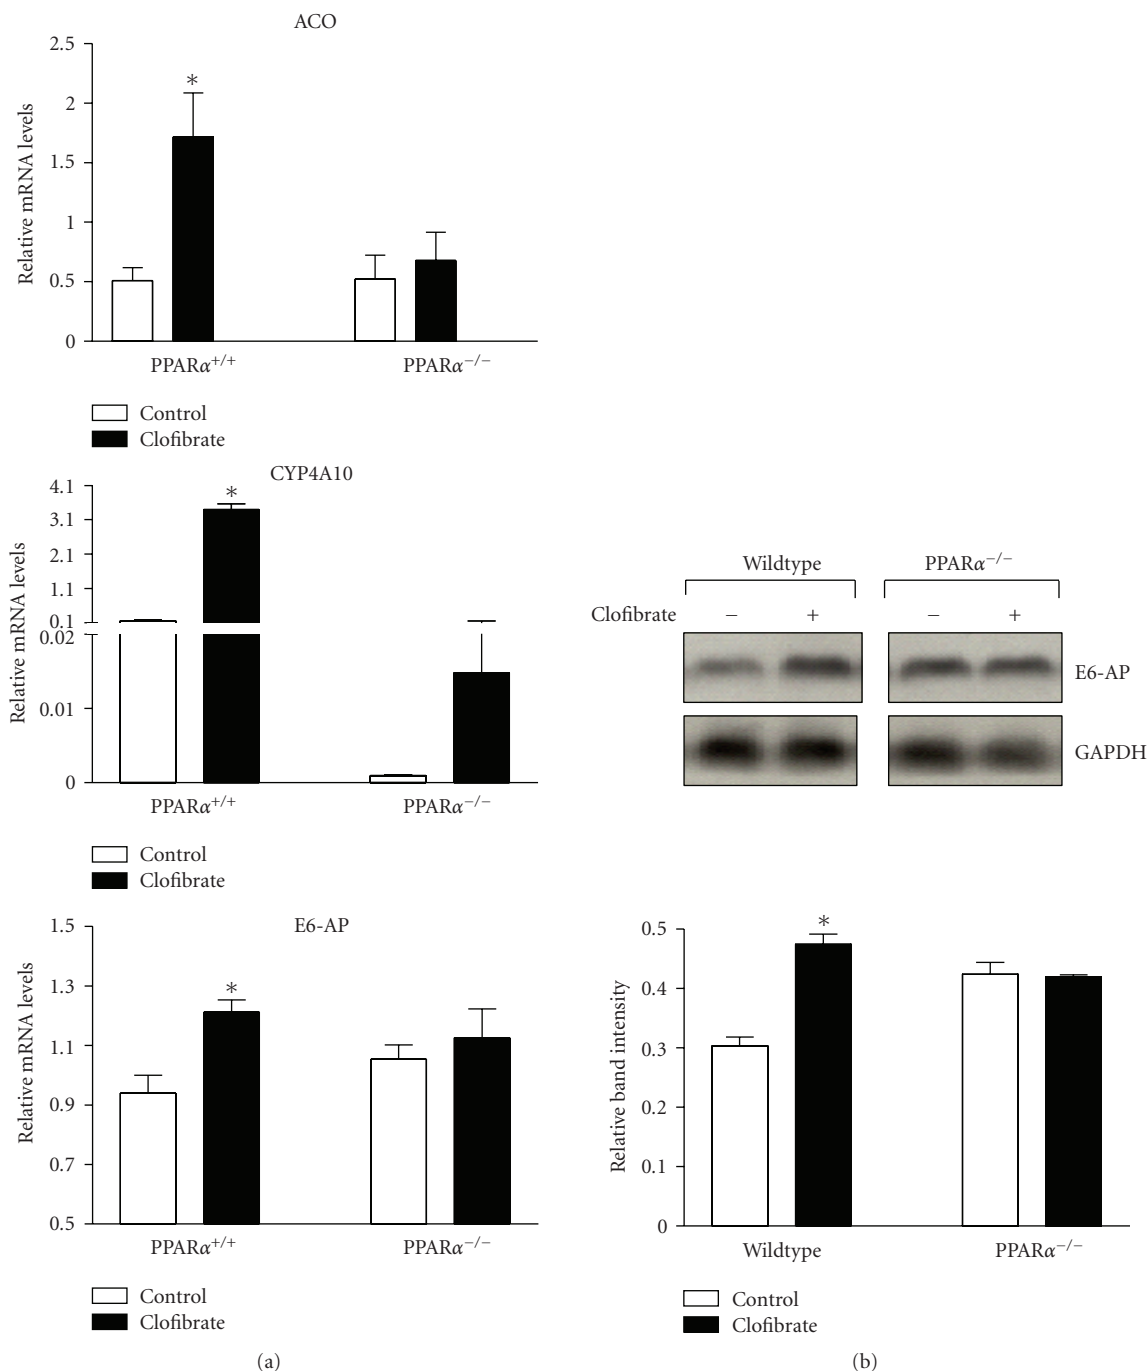 ACO
2.5
2
1.5
1
0.5
0
Relative mRNA levels
*
PPARα+/+
PPARα−/−
Control
Clofibrate
CYP4A10
4.1
3.1
2.1
1.1
0.1
0.02
0.01
0
Relative mRNA levels
*
PPARα+/+
PPARα−/−
Control
Clofibrate
E6-AP
1.5
1.3
1.1
0.9
0.7
0.5
Relative mRNA levels
*
PPARα+/+
PPARα−/−
Control
Clofibrate
(a)
Wildtype PPARα−/−
Clofibrate − + − +
E6-AP
GAPDH
0.5
0.4
0.3
0.2
0.1
0
Relative band intensity
*
Wildtype
PPARα−/−
Control
Clofibrate
(b)